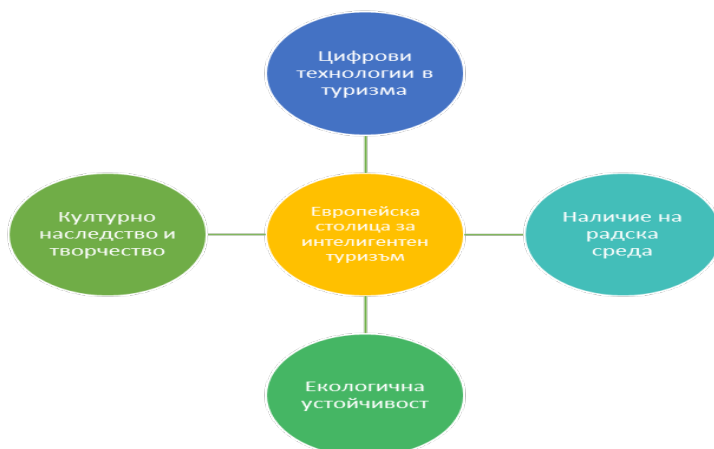 Цифрови
технологии в
туризма
Културно
наследство и
творчество
Европейска
столица за
интелигентен
туризъм
Наличие на
радска
среда
Екологична
устойчивост